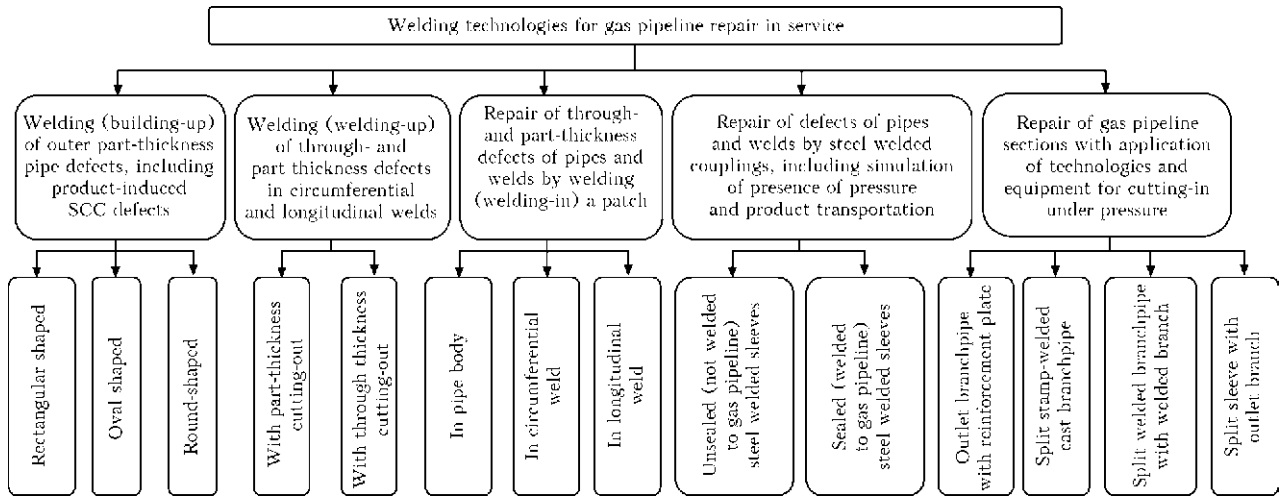 Welding technologies for gas pipeline repair in service
Welding (building-up)
of outer part-thickness
pipe defects, including
product-induced
SCC defects
Welding (welding-up)
of through- and
part thickness defects
in circumferential
and longitudinal welds
Repair of through-
and part-thickness
defects of pipes and
welds by welding
(welding-in) a patch
Repair of defects of pipes
and welds by steel welded
couplings, including simulation
of presence of pressure
and product transportation
Repair of gas pipeline
sections with application
of technologies and
equipment for cutting-in
under pressure
Rectangular shaped
Oval shaped
Round-shaped
With part-thickness
cutting-out
With through thickness
cutting-out
In pipe body
In circumferential
weld
In longitudinal
weld
Unsealed (not welded
to gas pipeline)
steel welded sleeves
Sealed (welded
to gas pipeline)
steel welded sleeves
Outlet branchpipe
with reinforcement plate
Split stamp-welded
cast branchpipe
Split welded branchpipe
with welded branch
Split sleeve with
outlet branch